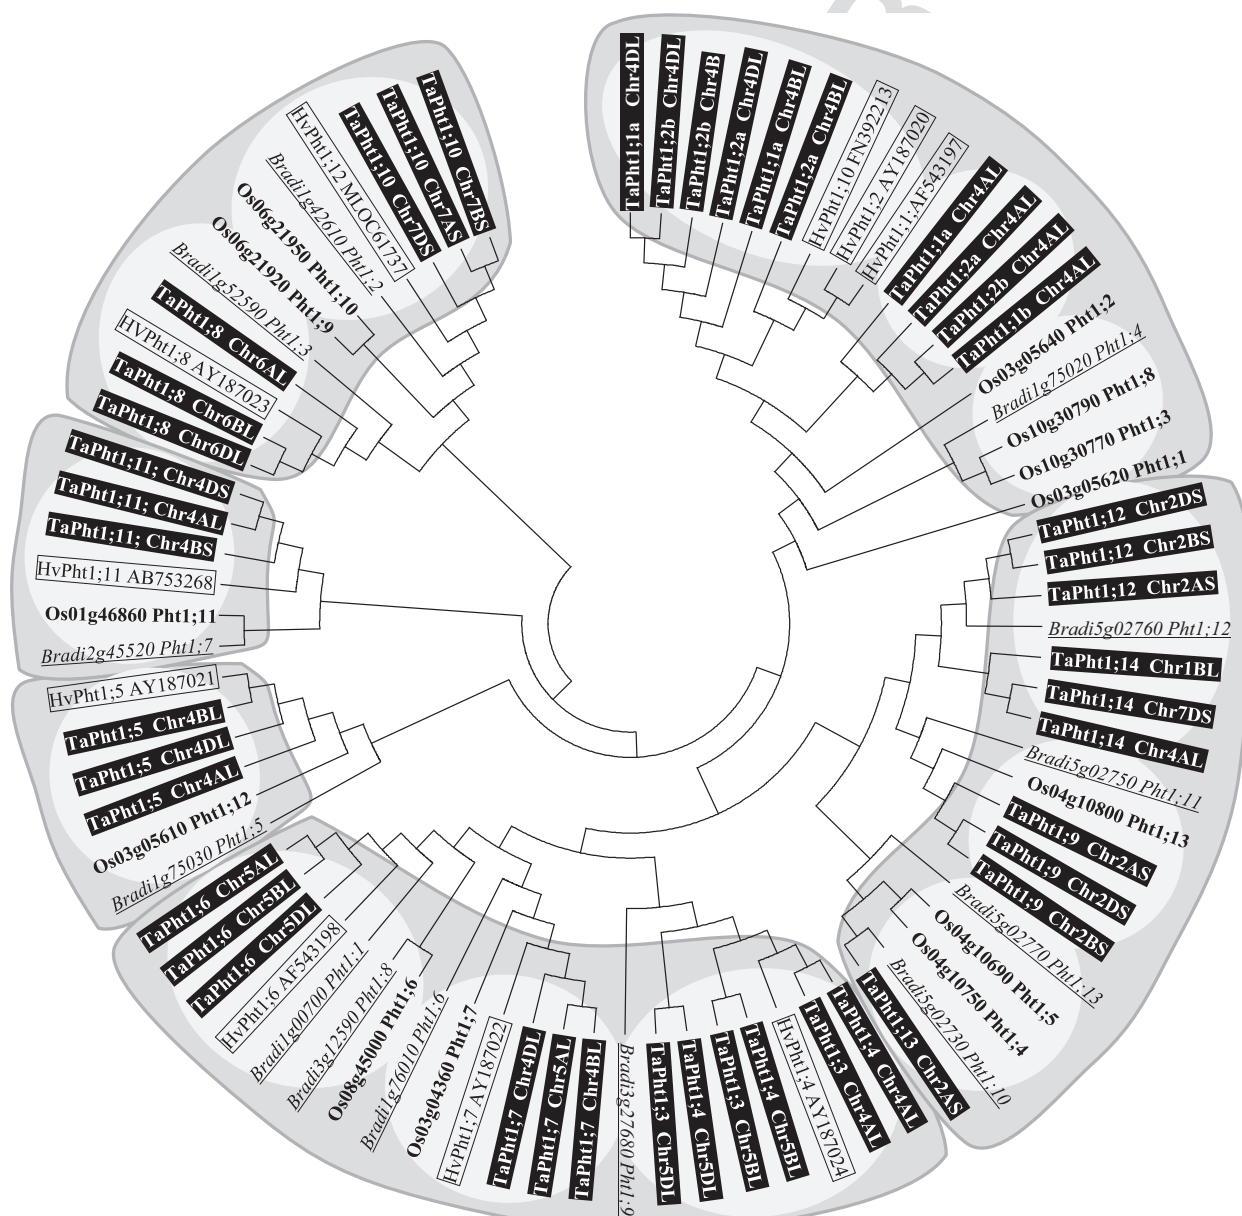 TaPht1;1a Chr4DL
TaPht1;2b Chr4DL
TaPht1;2b Chr4B
TaPht1;2a Chr4DL
TaPht1;1a Chr4BL
TaPht1;2a Chr4BL
HvPht1;10 FN392213
HvPht1;2 AY187020
HvPht1;1;AF543197
TaPht1;1a Chr4AL
TaPht1;2a Chr4AL
TaPht1;2b Chr4AL
TaPht1;1b Chr4AL
Os03g05640 Pht1;2
Bradi1g75020 Pht1;4
Os10g30790 Pht1;8
Os10g30770 Pht1;3
Os03g05620 Pht1;1
TaPht1;12 Chr2DS
TaPht1;12 Chr2BS
TaPht1;12 Chr2AS
Bradi5g02760 Pht1;12
TaPht1;14 Chr1BL
TaPht1;14 Chr7DS
TaPht1;14 Chr4AL
Bradi5g02750 Pht1;11
Os04g10800 Pht1;13
TaPht1;9 Chr2AS
TaPht1;9 Chr2DS
TaPht1;9 Chr2BS
Bradi5g02770 Pht1;13
Os04g10690 Pht1;5
Os04g10750 Pht1;4
Bradi5g02730 Pht1;10
TaPht1;13 Chr2AS
TaPht1;4 Chr4AL
TaPht1;3 Chr4AL
HvPht1;4 AY187024
TaPht1;4 Chr5BL
TaPht1;3 Chr5BL
TaPht1;4 Chr5DL
TaPht1;3 Chr5DL
Bradi3g27680 Pht1;9
TaPht1;7 Chr4BL
TaPht1;7 Chr5AL
TaPht1;7 Chr4DL
HvPht1;7 AY187022
Os03g04360 Pht1;7
Bradi1g76010 Pht1;6
Os08g45000 Pht1;6
Bradi3g12590 Pht1;8
Bradi1g00700 Pht1;1
HvPht1;6 AF543198
TaPht1;6 Chr5DL
TaPht1;6 Chr5BL
TaPht1;6 Chr5AL
Bradi1g75030 Pht1;5
Os03g05610 Pht1;12
TaPht1;5 Chr4AL
TaPht1;5 Chr4DL
TaPht1;5 Chr4BL
HvPht1;5 AY187021
Bradi2g45520 Pht1;7
Os01g46860 Pht1;11
HvPht1;11 AB753268
TaPht1;11; Chr4BS
TaPht1;11; Chr4AL
TaPht1;11; Chr4DS
TaPht1;8 Chr6DL
TaPht1;8 Chr6BL
HVPht1;8 AY187023
TaPht1;8 Chr6AL
Bradi1g52590 Pht1;3
Os06g21920 Pht1;9
Os06g21950 Pht1;10
Bradi1g42610 Pht1;2
HvPht1;12 MLOC61737
TaPht1;10 Chr7DS
TaPht1;10 Chr7AS
TaPht1;10 Chr7BS